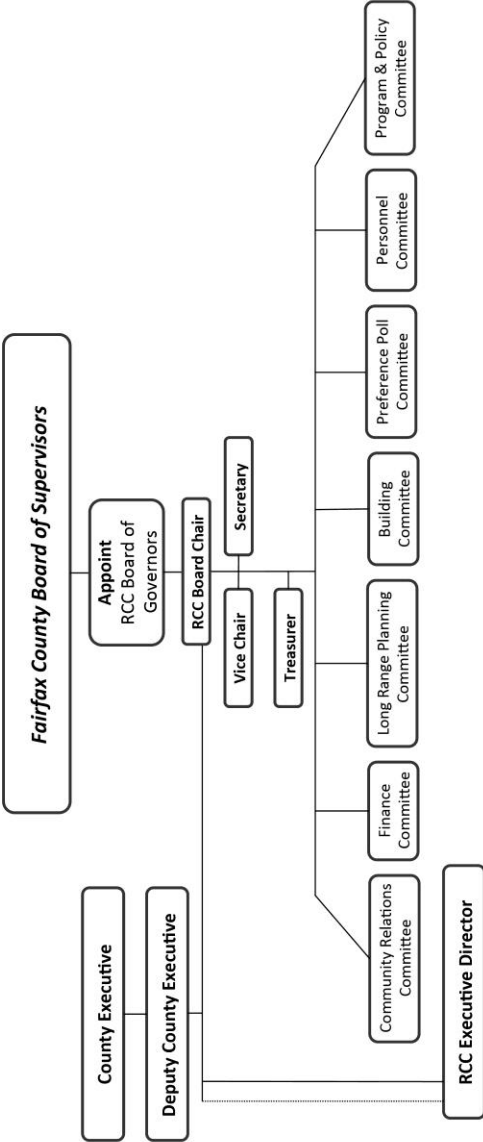 Fairfax County Board of Supervisors
Appoint
RCC Board of
Governors
County Executive
Deputy County Executive
RCC Board Chair
Vice Chair
Secretary
Treasurer
Community Relations
Committee
Finance
Committee
Long Range Planning
Committee
Building
Committee
Preference Poll
Committee
Personnel
Committee
Program & Policy
Committee
RCC Executive Director